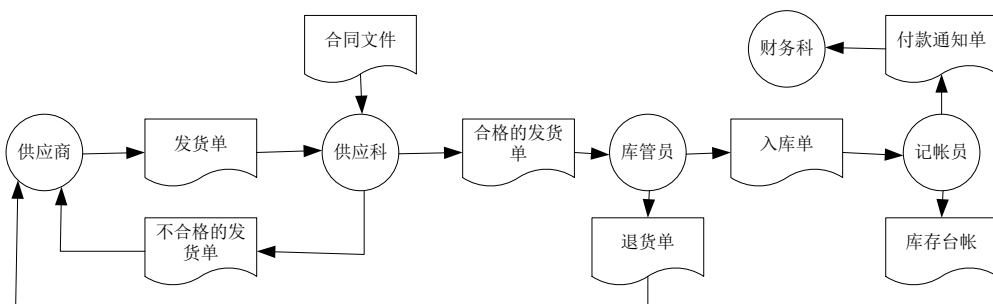 合同文件
财务科
付款通知单
供应商
发货单
供应科
合格的发货
单
库管员
入库单
记帐员
不合格的发
货单
退货单
库存台帐